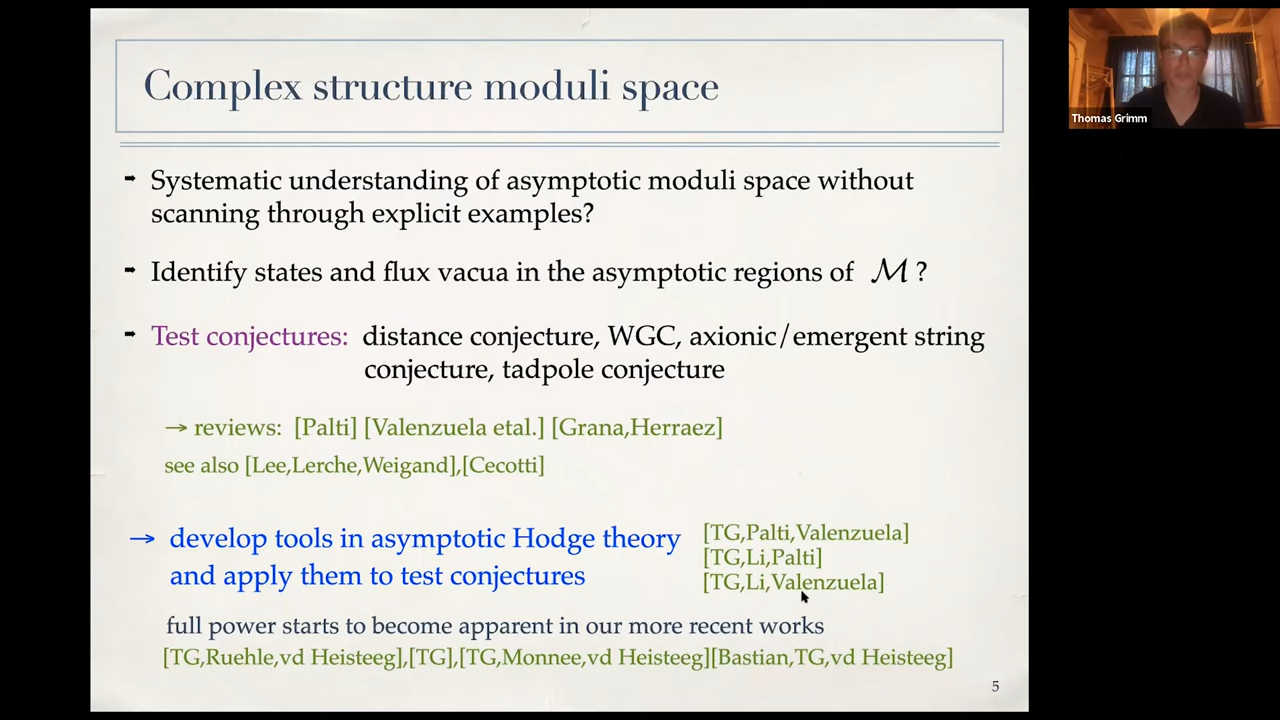 Complex structure moduli space
Thomas Grimm
➡ Systematic understanding of asymptotic moduli space without
scanning through explicit examples?
➡ Identify states and flux vacua in the asymptotic regions of ℳ ?
➡ Test conjectures: distance conjecture, WGC, axionic/emergent string
conjecture, tadpole conjecture
→ reviews: [Palti] [Valenzuela etal.] [Grana,Herraez]
see also [Lee,Lerche,Weigand],[Cecotti]
→ develop tools in asymptotic Hodge theory
and apply them to test conjectures
[TG,Palti,Valenzuela]
[TG,Li,Palti]
[TG,Li,Valenzuela]
full power starts to become apparent in our more recent works
[TG,Ruehle,vd Heisteeg],[TG],[TG,Monnee,vd Heisteeg][Bastian,TG,vd Heisteeg]
5